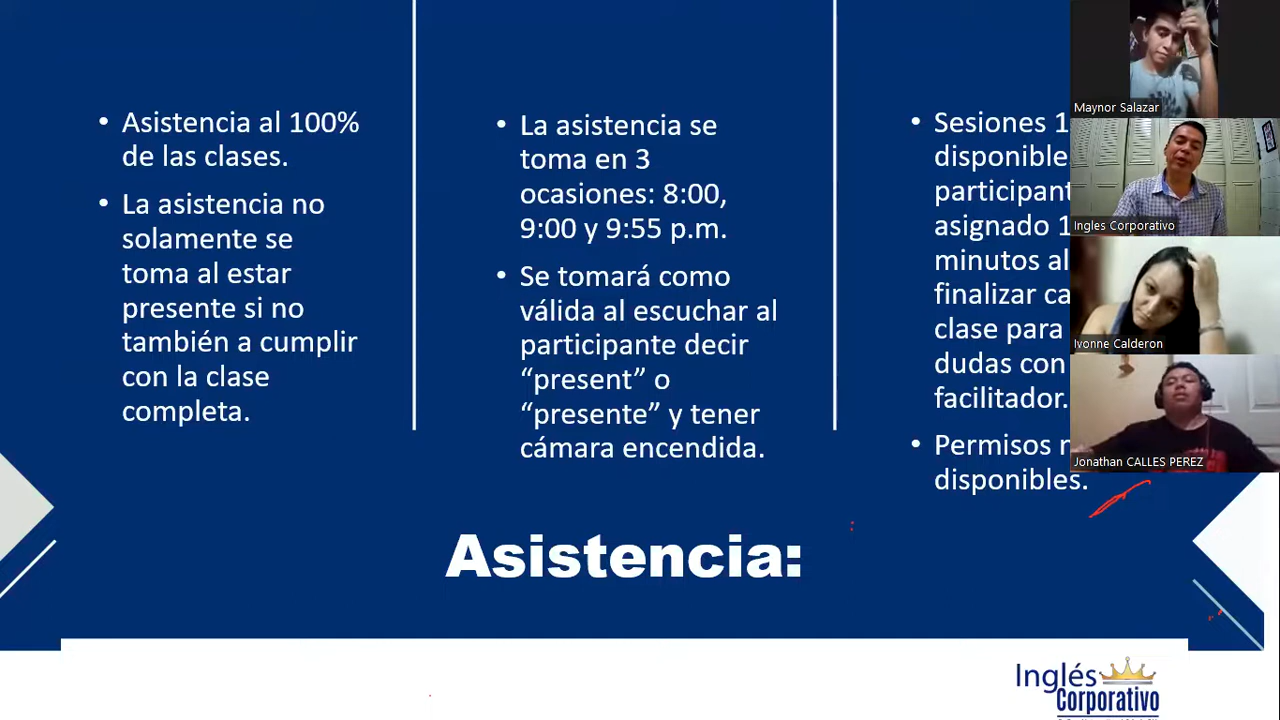 • Asistencia al 100%
de las clases.
• La asistencia no
solamente se
toma al estar
presente si no
también a cumplir
con la clase
completa.
• La asistencia se
toma en 3
ocasiones: 8:00,
9:00 y 9:55 p.m.
• Se tomará como
válida al escuchar al
participante decir
“present” o
“presente” y tener
cámara encendida.
• Sesiones 1
disponible
participant
asignado 1
minutos al
finalizar ca
clase para
dudas con
facilitador.
• Permisos
disponibles.
Asistencia:
Maynor Salazar
Ingles Corporativo
Ivonne Calderon
Jonathan CALLES PEREZ
Inglés
Corporativo